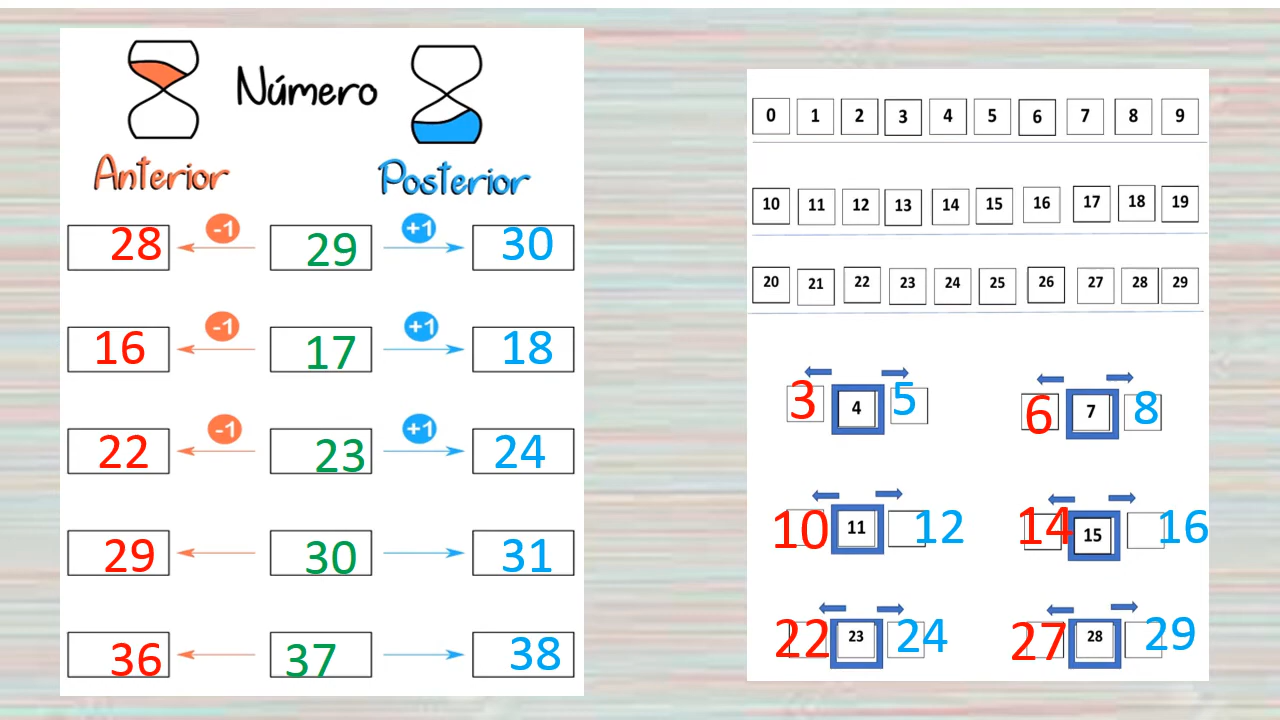 Número
Anterior Posterior
28 -1 29 +1 30
16 -1 17 +1 18
22 -1 23 +1 24
29 30 31
36 37 38
0 1 2 3 4 5 6 7 8 9
10 11 12 13 14 15 16 17 18 19
20 21 22 23 24 25 26 27 28 29
3 4 5 6 7 8
10 11 12 14 15 16
22 23 24 27 28 29